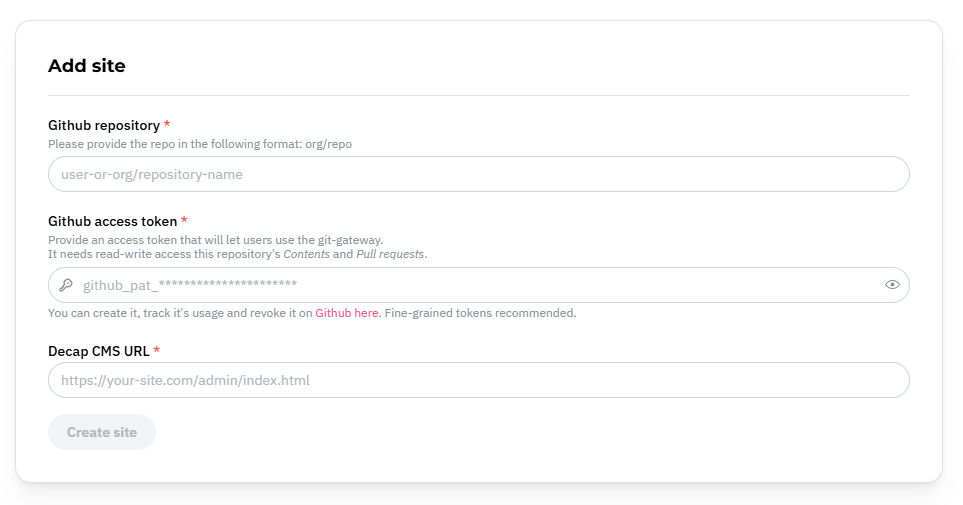 Add site
Github repository *
Please provide the repo in the following format: org/repo
user-or-org/repository-name
Github access token *
Provide an access token that will let users use the git-gateway.
It needs read-write access this repository's Contents and Pull requests.
github_pat_**********************
You can create it, track it's usage and revoke it on Github here. Fine-grained tokens recommended.
Decap CMS URL *
https://your-site.com/admin/index.html
Create site